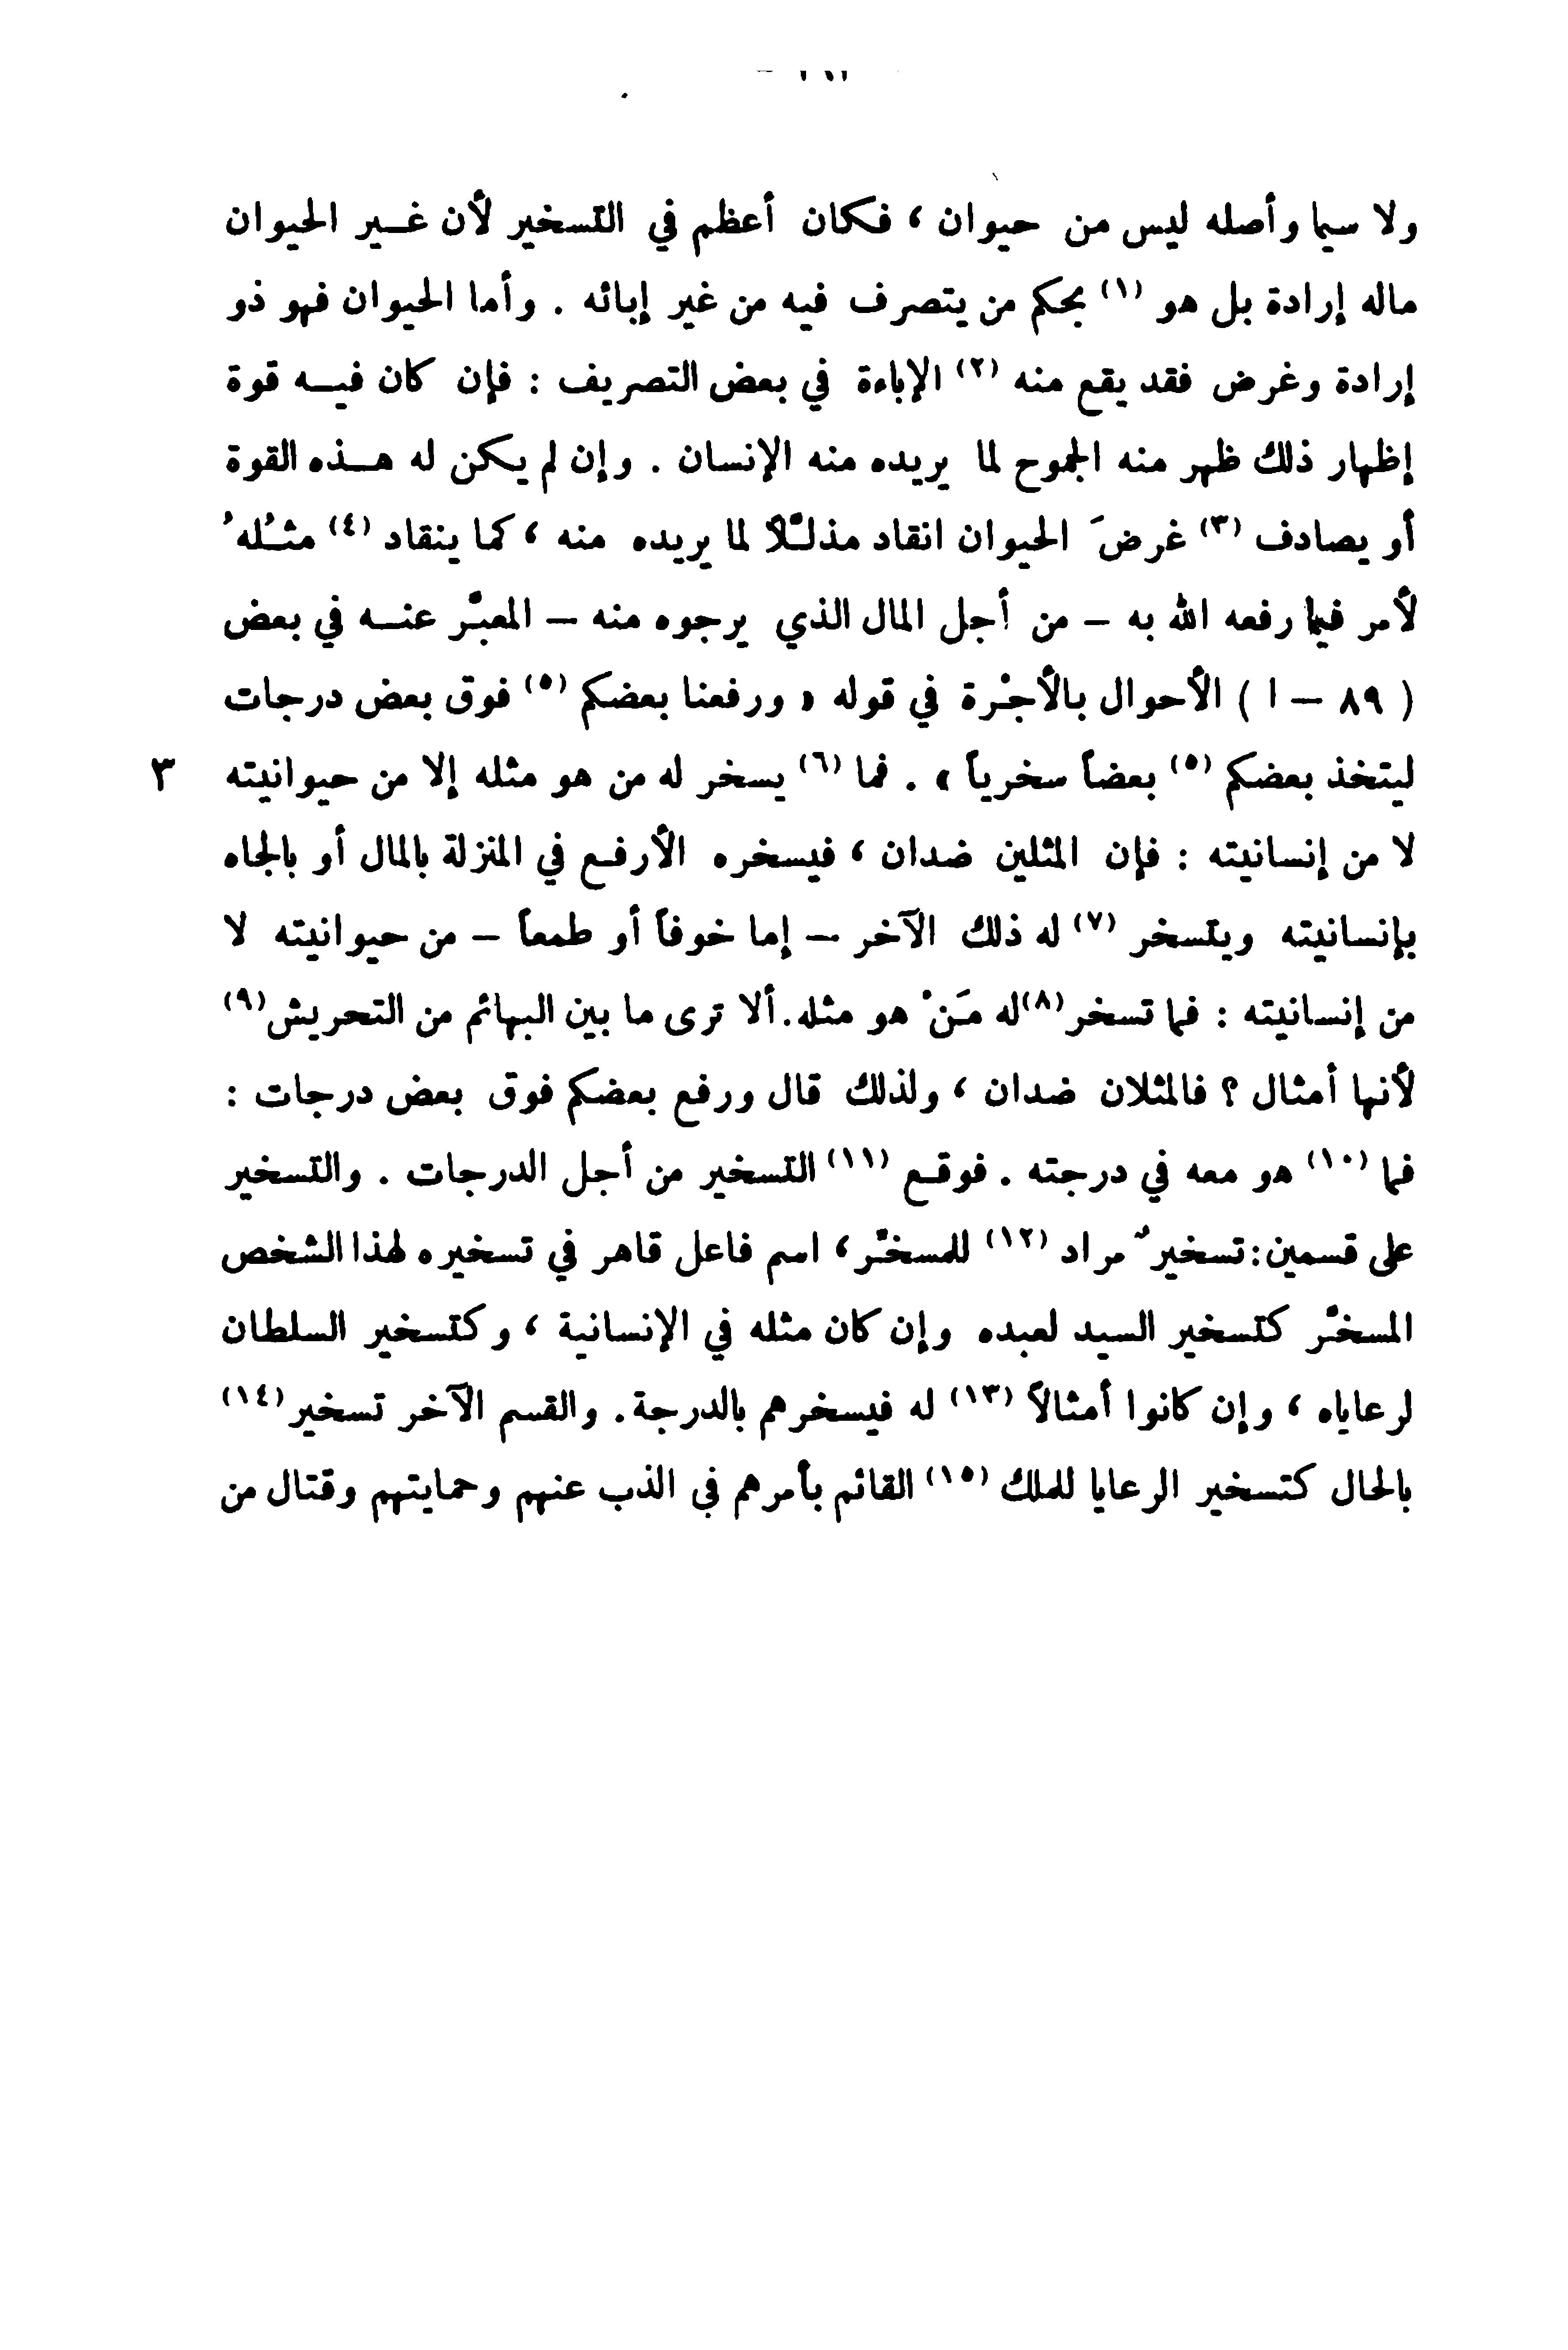 ولا سيما وأصله ليس من حيوان ، فكان أعظم في التسخير لأن غير الحيوان
ماله إرادة بل هو (١) بحكم من يتصرف فيه من غير إبائه . وأما الحيوان فهو ذو
إرادة وغرض فقد يقع منه (٢) الإباءة في بعض التصريف : فإن كان فيه قوة
إظهار ذلك ظهر منه الجموح لما يريده منه الإنسان . وإن لم يكن له هذه القوة
أو يصادف (٣) غرضَ الحيوان انقاد مذلَّلاً لما يريده منه ، كما ينقاد (٤) مثلُهُ
لأمر فيما رفعه الله به – من أجل المال الذي يرجوه منه – المعبَّر عنه في بعض
( ٨٩ – ا ) الأحوال بالأجْرة في قوله « ورفعنا بعضكم (٥) فوق بعض درجات
ليتخذ بعضكم (٥) بعضاً سخرياً » . فما (٦) يسخر له من هو مثله إلا من حيوانيته ٣
لا من إنسانيته : فإن المثلين ضدان ، فيسخره الأرفع في المنزلة بالمال أو بالجاه
بإنسانيته ويتسخر (٧) له ذلك الآخر – إما خوفاً أو طمعاً – من حيوانيته لا
من إنسانيته : فما تسخر (٨) له مَنْ هو مثله. ألا ترى ما بين البهائم من التحريش (٩)
لأنها أمثال ؟ فالمثلان ضدان ، ولذلك قال ورفع بعضكم فوق بعض درجات :
فما (١٠) هو معه في درجته . فوقع (١١) التسخير من أجل الدرجات . والتسخير
على قسمين : تسخيرٌ مراد (١٢) للمسخِّر ، اسم فاعل قاهر في تسخيره لهذا الشخص
المسخَّر كتسخير السيد لعبده وإن كان مثله في الإنسانية ، وكتسخير السلطان
لرعاياه ، وإن كانوا أمثالاً (١٣) له فيسخرهم بالدرجة. والقسم الآخر تسخير (١٤)
بالحال كتسخير الرعايا للملك (١٥) القائم بأمرهم في الذب عنهم وحمايتهم وقتال من